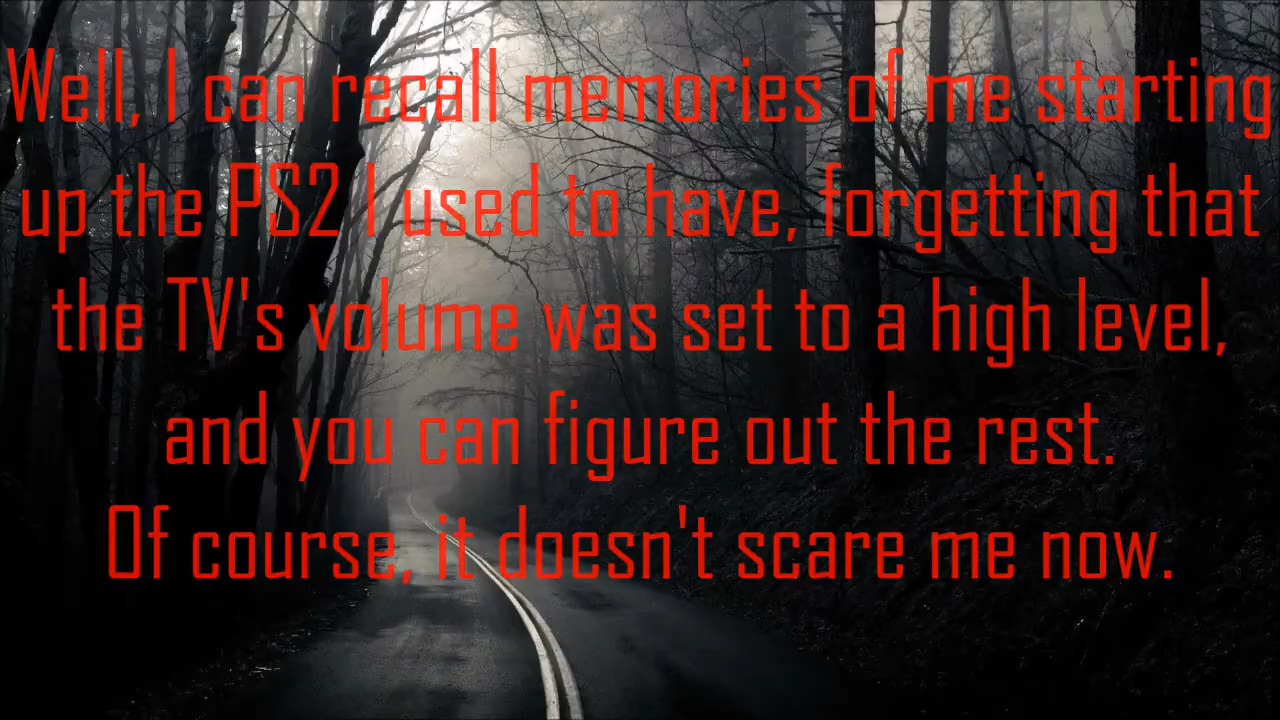 Well, I can recall memories of me starting
up the PS2 I used to have, forgetting that
the TV's volume was set to a high level,
and you can figure out the rest.
Of course, it doesn't scare me now.